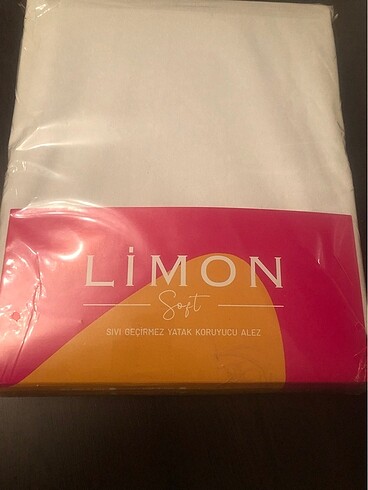 LİMON
Soft
SIVI GEÇİRMEZ YATAK KORUYUCU ALEZ